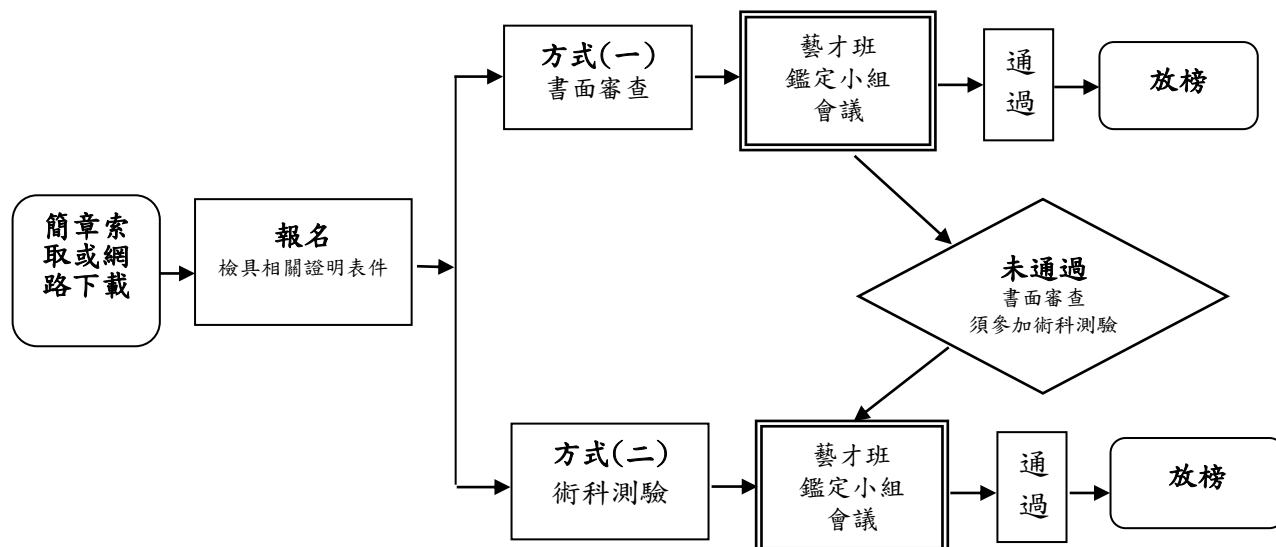 簡章索
取或網
路下載
報名
檢具相關證明表件
方式(一)
書面審查
藝才班
鑑定小組
會議
通
過
放榜
未通過
書面審查
須參加術科測驗
方式(二)
術科測驗
藝才班
鑑定小組
會議
通
過
放榜